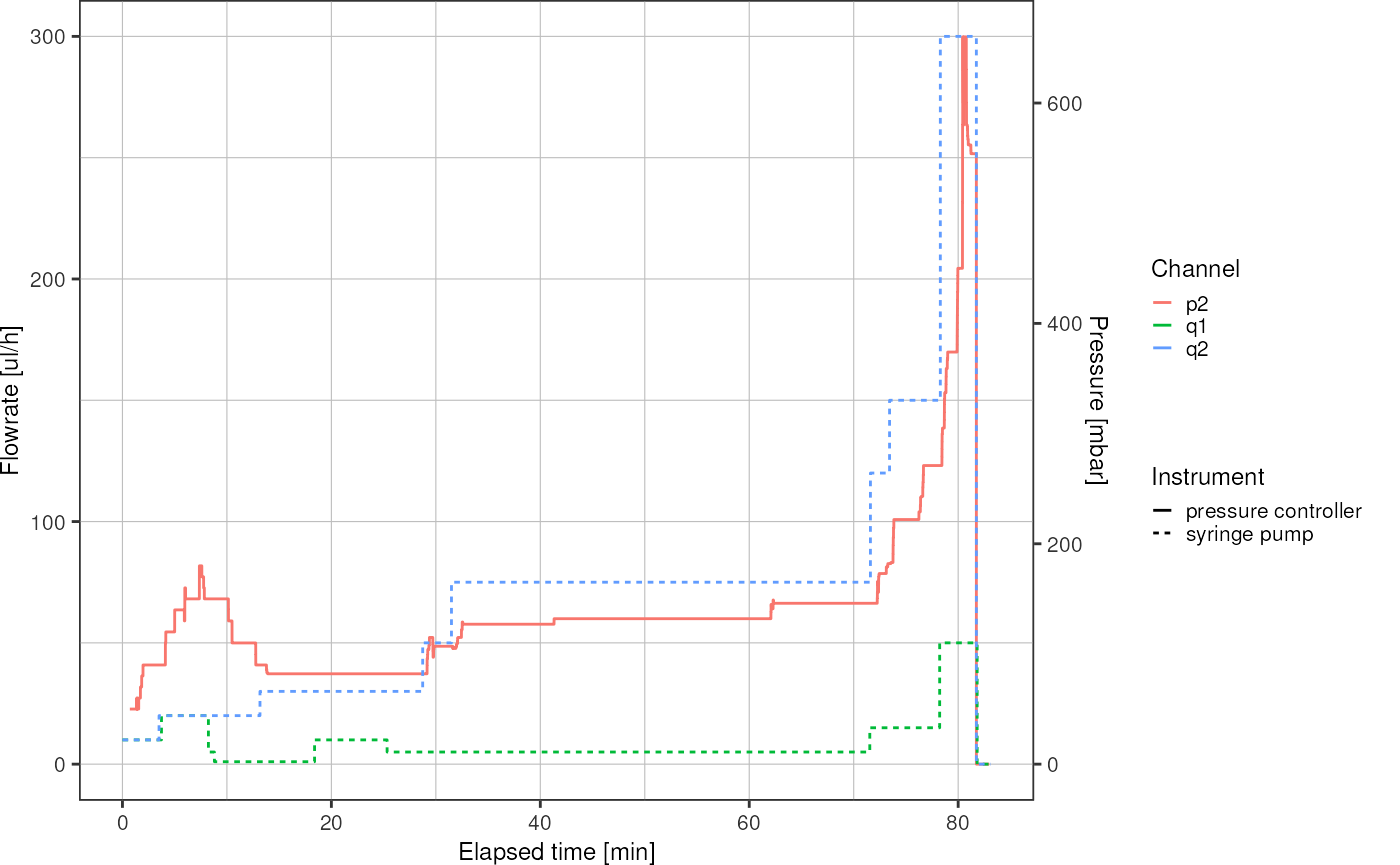 300
200
100
0
Flowrate [ul/h]
600
400
200
0
Pressure [mbar]
0 20 40 60 80
Elapsed time [min]
Channel
p2
q1
q2
Instrument
pressure controller
syringe pump